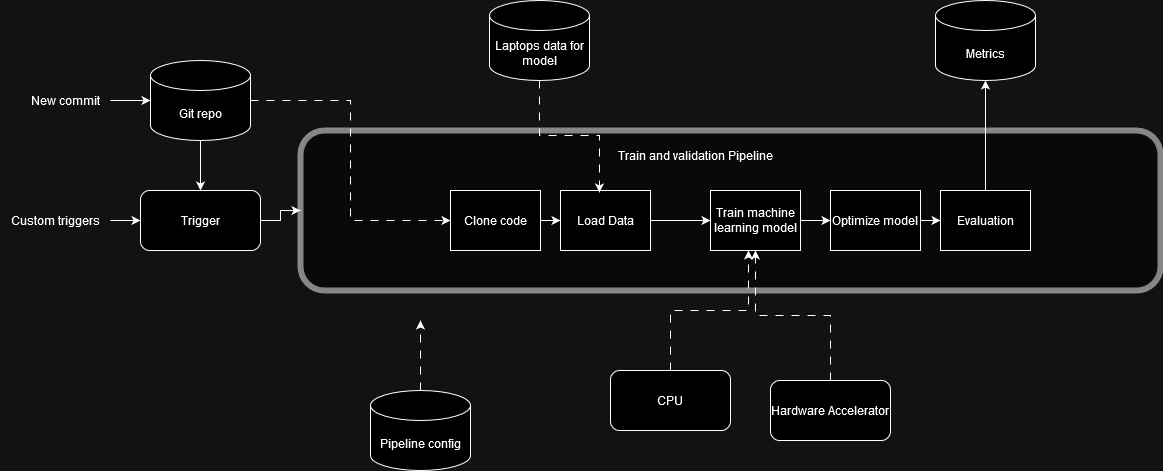 Laptops data for
model
Metrics
New commit
Git repo
Train and validation Pipeline
Custom triggers
Trigger
Clone code
Load Data
Train machine
learning model
Optimize model
Evaluation
CPU
Hardware Accelerator
Pipeline config